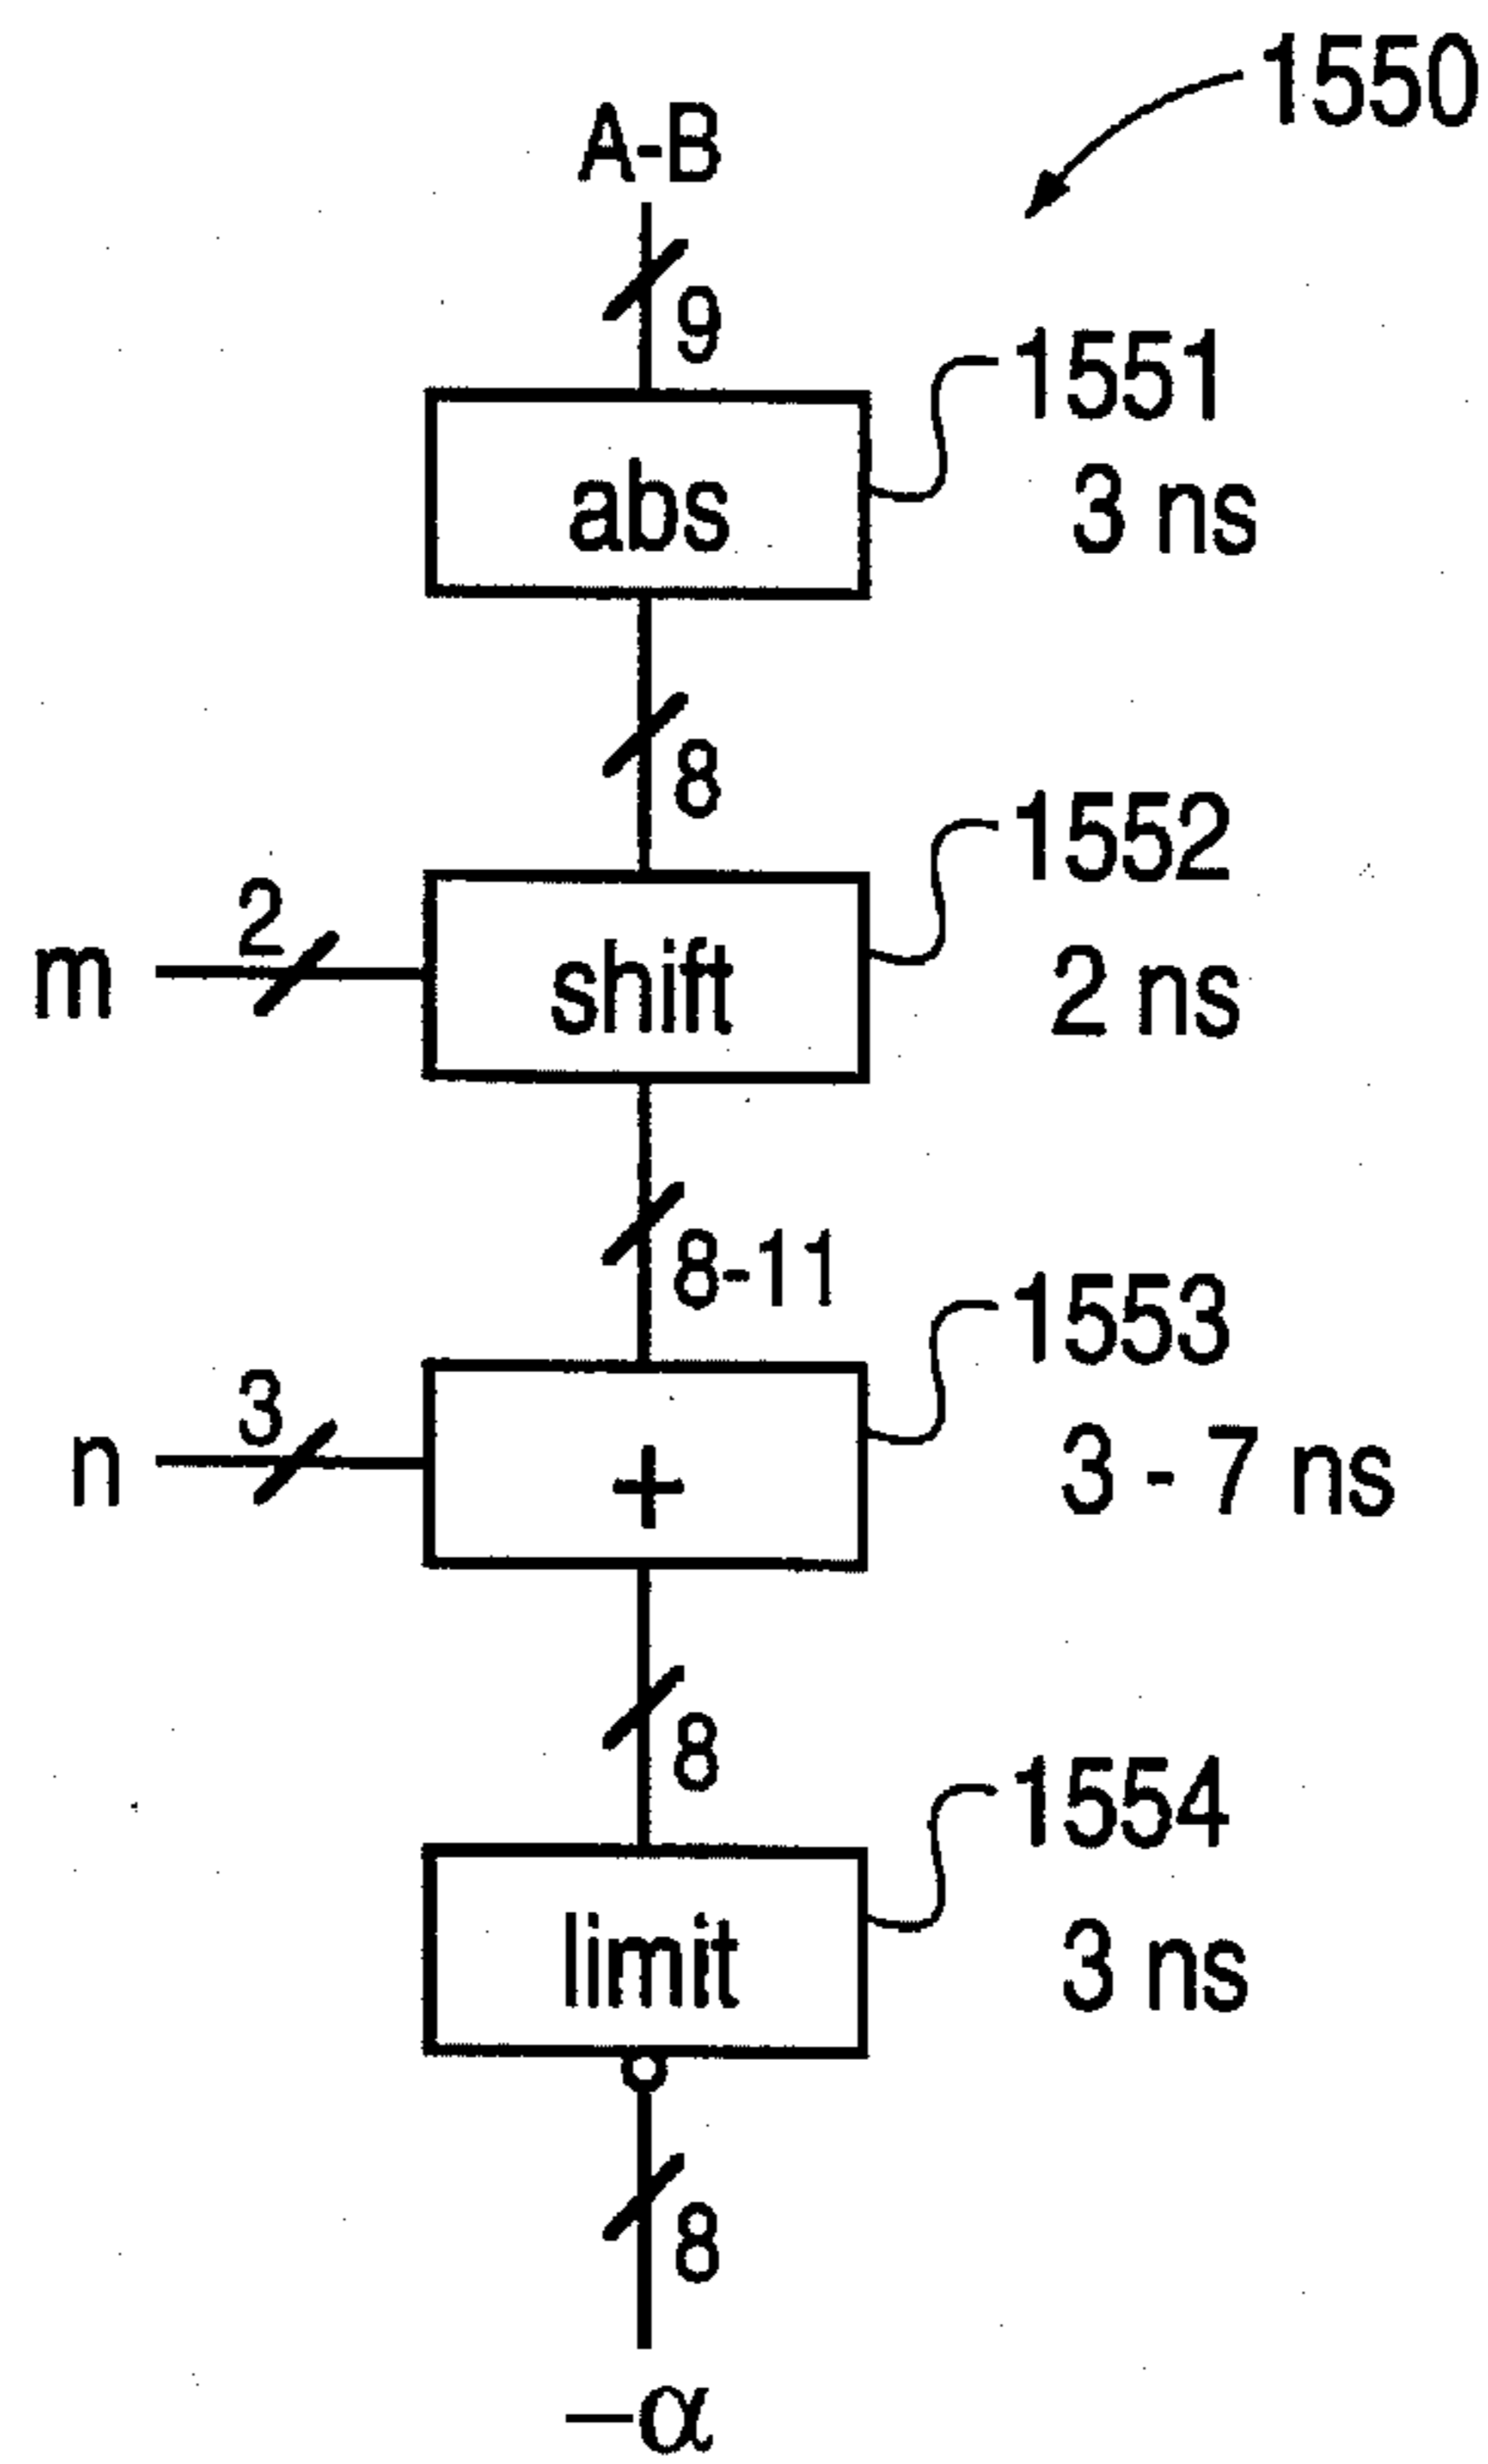 1550
A-B
9
1551
abs
3 ns
8
1552
2
m
shift
2 ns
8-11
1553
3
n
+
3 - 7 ns
8
1554
limit
3 ns
8
−α